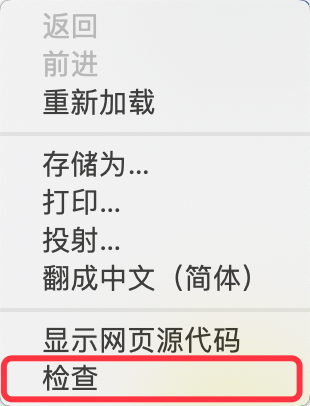 返回
前进
重新加载
存储为...
打印...
投射...
翻成中文（简体）
显示网页源代码
检查